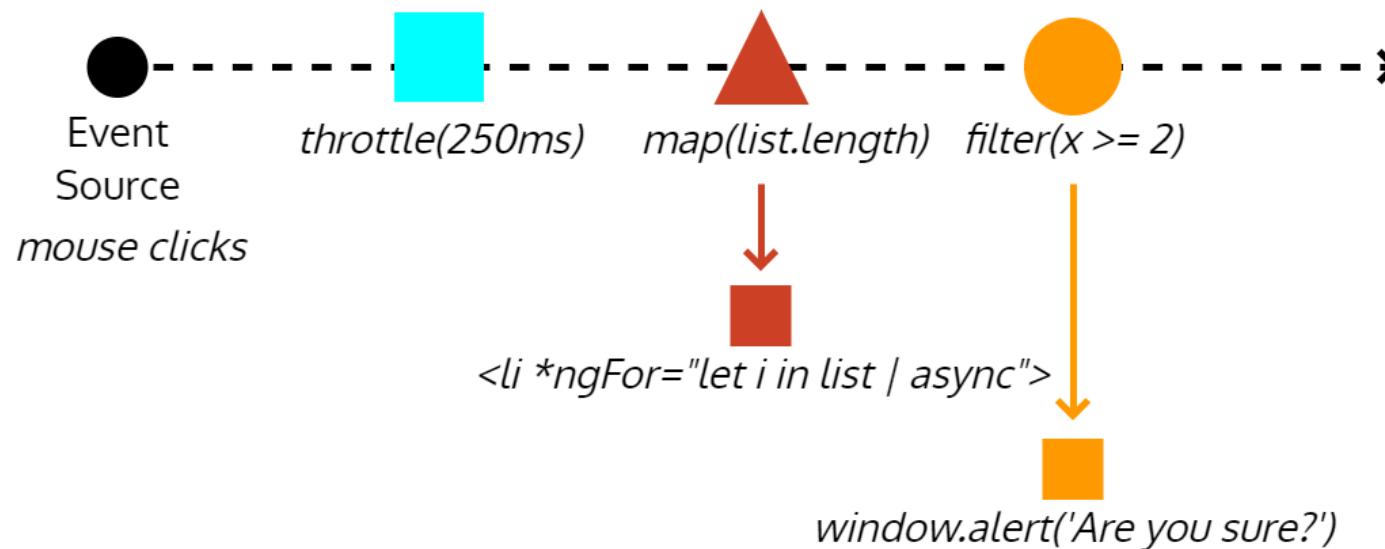 Event
Source
mouse clicks
throttle(250ms)
map(list.length)
filter(x >= 2)
<li *ngFor="let i in list | async">
window.alert('Are you sure?')